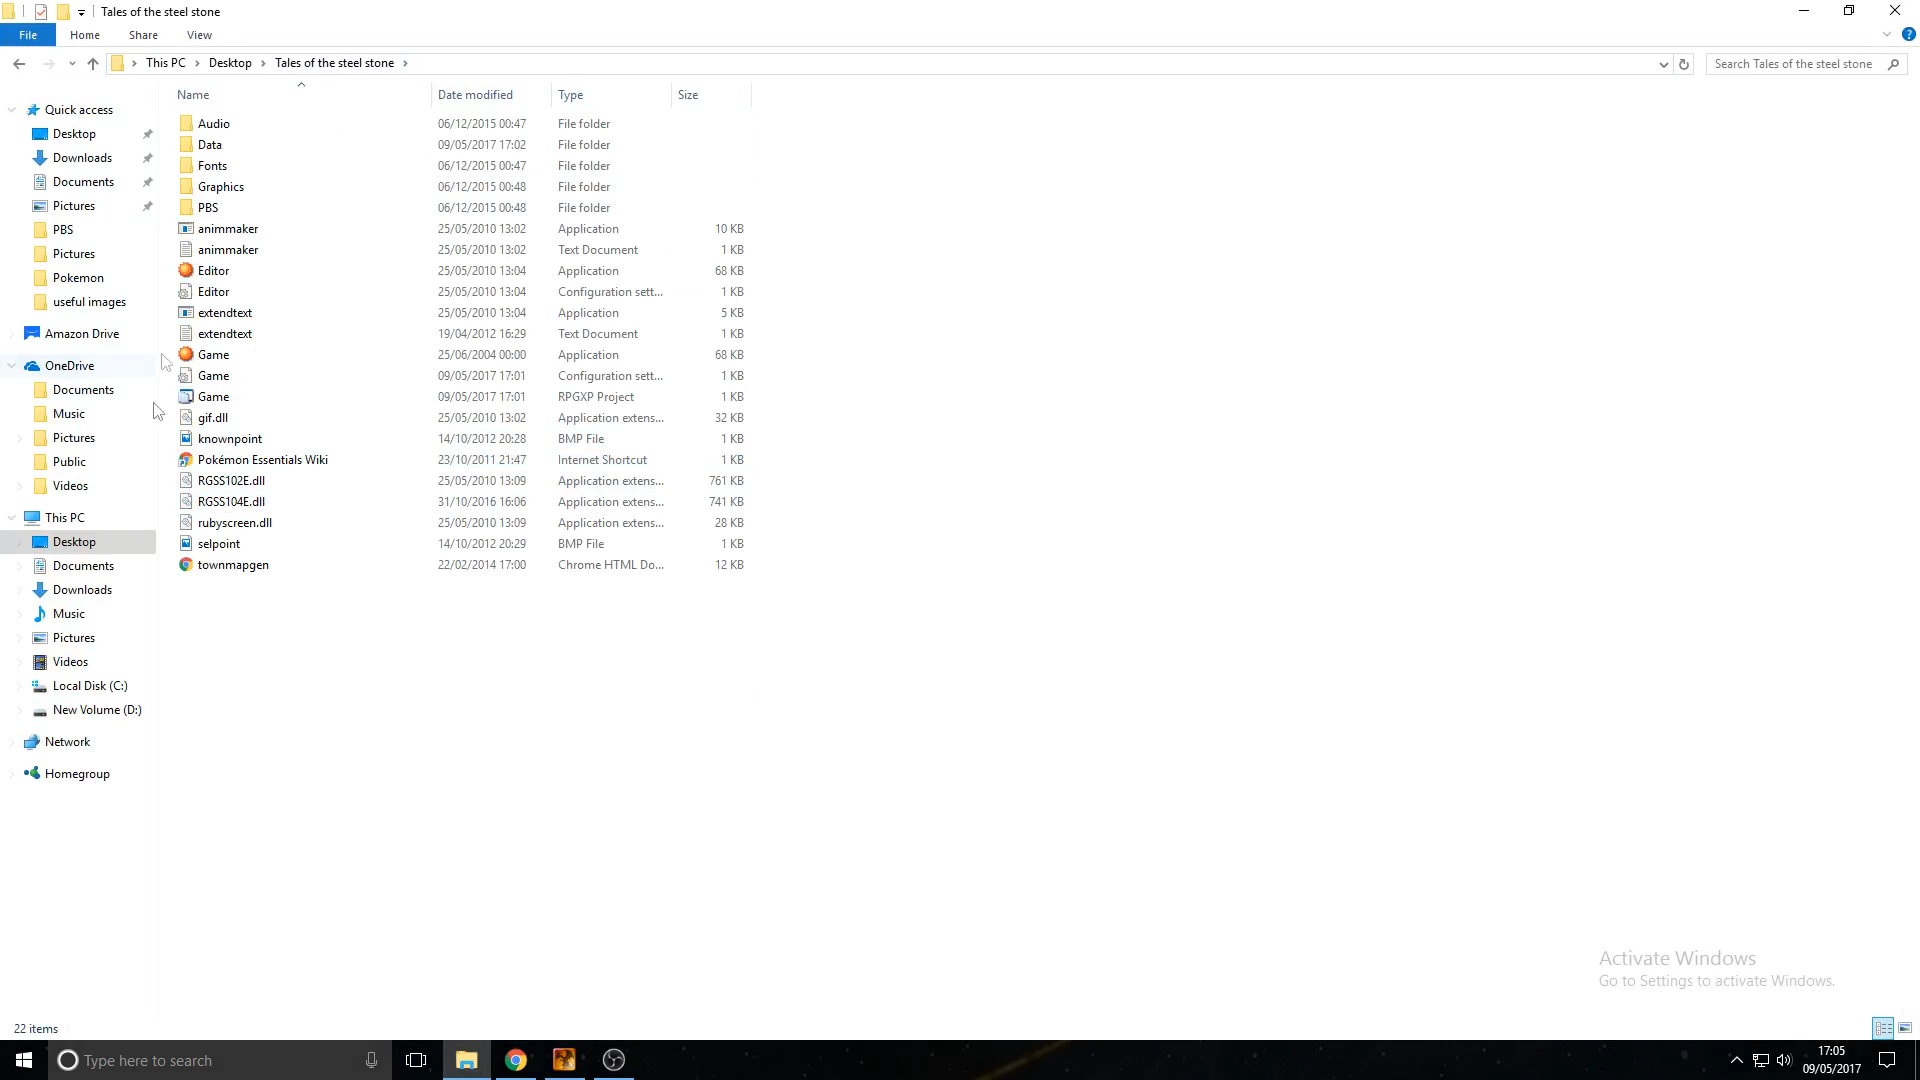 Tales of the steel stone
File Home Share View
This PC Desktop Tales of the steel stone
Search Tales of the steel stone
Name Date modified Type Size
Quick access
Desktop
Downloads
Documents
Pictures
PBS
Pictures
Pokemon
useful images
Amazon Drive
OneDrive
Documents
Music
Pictures
Public
Videos
This PC
Desktop
Documents
Downloads
Music
Pictures
Videos
Local Disk (C:)
New Volume (D:)
Network
Homegroup
Audio 06/12/2015 00:47 File folder
Data 09/05/2017 17:02 File folder
Fonts 06/12/2015 00:47 File folder
Graphics 06/12/2015 00:48 File folder
PBS 06/12/2015 00:48 File folder
animmaker 25/05/2010 13:02 Application 10 KB
animmaker 25/05/2010 13:02 Text Document 1 KB
Editor 25/05/2010 13:04 Application 68 KB
Editor 25/05/2010 13:04 Configuration sett... 1 KB
extendtext 25/05/2010 13:04 Application 5 KB
extendtext 19/04/2012 16:29 Text Document 1 KB
Game 25/06/2004 00:00 Application 68 KB
Game 09/05/2017 17:01 Configuration sett... 1 KB
Game 09/05/2017 17:01 RPGXP Project 1 KB
gif.dll 25/05/2010 13:02 Application extens... 32 KB
knownpoint 14/10/2012 20:28 BMP File 1 KB
Pokémon Essentials Wiki 23/10/2011 21:47 Internet Shortcut 1 KB
RGSS102E.dll 25/05/2010 13:09 Application extens... 761 KB
RGSS104E.dll 31/10/2016 16:06 Application extens... 741 KB
rubyscreen.dll 25/05/2010 13:09 Application extens... 28 KB
selpoint 14/10/2012 20:29 BMP File 1 KB
townmapgen 22/02/2014 17:00 Chrome HTML Do... 12 KB
Activate Windows
Go to Settings to activate Windows.
22 items
Type here to search
17:05
09/05/2017